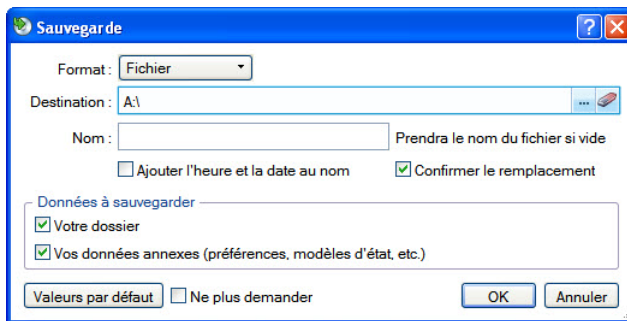 Sauvegarde
Format : Fichier
Destination : A:\ ...
Nom : Prendra le nom du fichier si vide
Ajouter l'heure et la date au nom Confirmer le remplacement
Données à sauvegarder
Votre dossier
Vos données annexes (préférences, modèles d'état, etc.)
Valeurs par défaut Ne plus demander OK Annuler